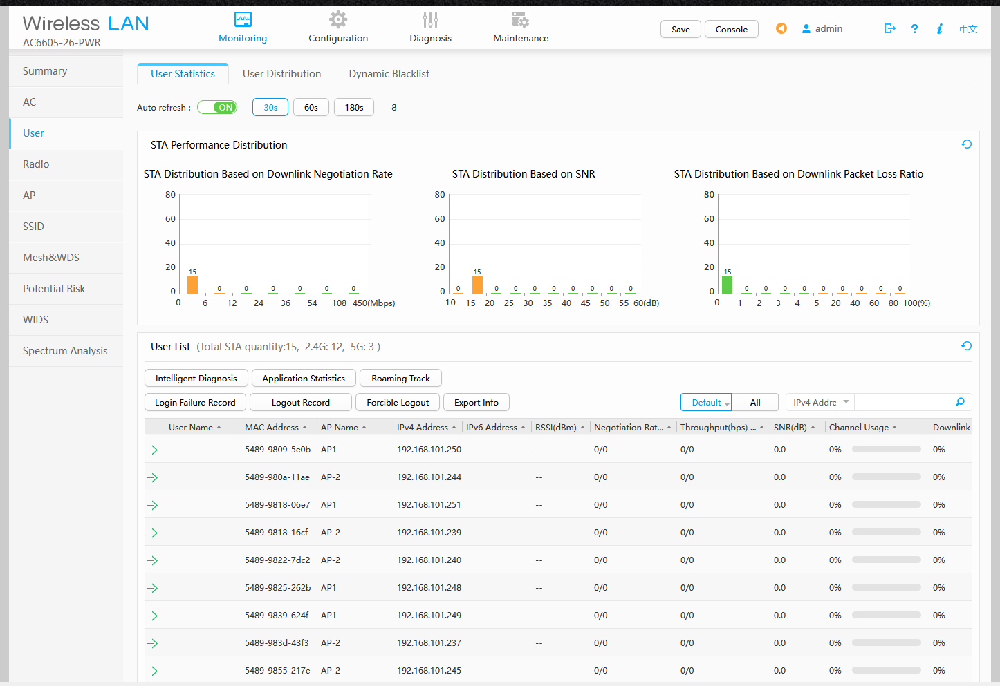 Wireless LAN
AC6605-26-PWR
Monitoring
Configuration
Diagnosis
Maintenance
Save
Console
admin
中文
Summary
AC
User
Radio
AP
SSID
Mesh&WDS
Potential Risk
WIDS
Spectrum Analysis
User Statistics
User Distribution
Dynamic Blacklist
Auto refresh : ON 30s 60s 180s 8
STA Performance Distribution
STA Distribution Based on Downlink Negotiation Rate
80
60
40
20
0
15 0 0 0 0 0 0
0 6 12 24 36 54 108 450(Mbps)
STA Distribution Based on SNR
80
60
40
20
0
0 15 0 0 0 0 0 0 0 0
10 15 20 25 30 35 40 45 50 55 60(dB)
STA Distribution Based on Downlink Packet Loss Ratio
80
60
40
20
0
15 0 0 0 0 0 0 0 0 0
0 1 2 3 4 5 20 40 60 80 100(%)
User List (Total STA quantity:15, 2.4G: 12, 5G: 3 )
Intelligent Diagnosis Application Statistics Roaming Track
Login Failure Record Logout Record Forcible Logout Export Info Default All IPv4 Addre
User Name MAC Address AP Name IPv4 Address IPv6 Address RSSI(dBm) Negotiation Rat... Throughput(bps) ... SNR(dB) Channel Usage Downlink
5489-9809-5e0b AP1 192.168.101.250 -- 0/0 0/0 0.0 0% 0%
5489-980a-11ae AP-2 192.168.101.244 -- 0/0 0/0 0.0 0% 0%
5489-9818-06e7 AP1 192.168.101.251 -- 0/0 0/0 0.0 0% 0%
5489-9818-16cf AP-2 192.168.101.239 -- 0/0 0/0 0.0 0% 0%
5489-9822-7dc2 AP-2 192.168.101.240 -- 0/0 0/0 0.0 0% 0%
5489-9825-262b AP1 192.168.101.248 -- 0/0 0/0 0.0 0% 0%
5489-9839-624f AP1 192.168.101.249 -- 0/0 0/0 0.0 0% 0%
5489-983d-43f3 AP-2 192.168.101.237 -- 0/0 0/0 0.0 0% 0%
5489-9855-217e AP-2 192.168.101.245 -- 0/0 0/0 0.0 0% 0%